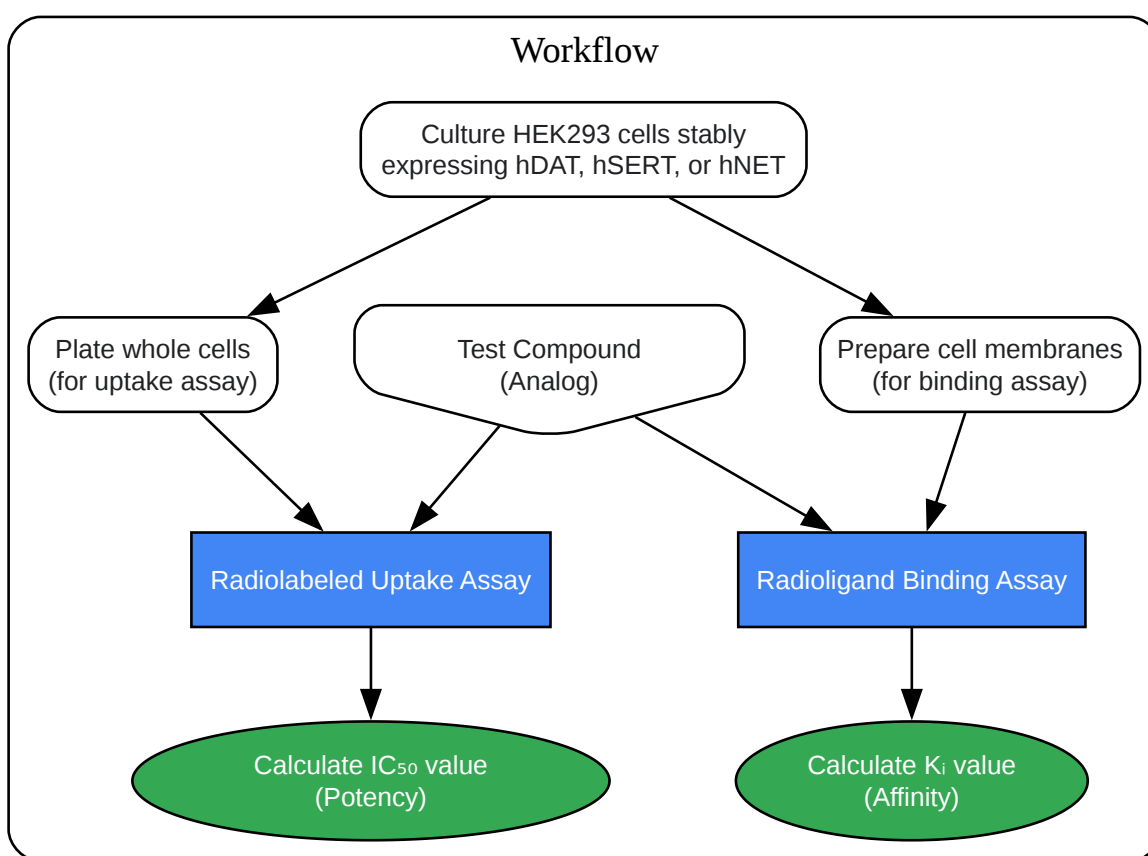 Workflow
Culture HEK293 cells stably
expressing hDAT, hSERT, or hNET
Plate whole cells
(for uptake assay)
Test Compound
(Analog)
Prepare cell membranes
(for binding assay)
Radiolabeled Uptake Assay
Radioligand Binding Assay
Calculate IC₅₀ value
(Potency)
Calculate Kᵢ value
(Affinity)